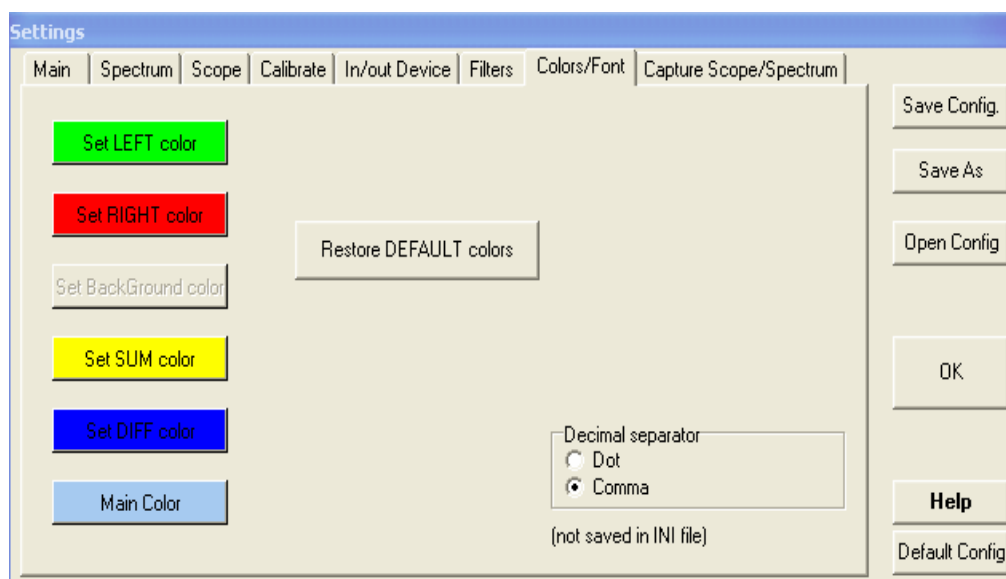 Settings
Main Spectrum Scope Calibrate In/out Device Filters Colors/Font Capture Scope/Spectrum
Set LEFT color
Set RIGHT color
Set BackGround color
Set SUM color
Set DIFF color
Main Color
Restore DEFAULT colors
Decimal separator
Dot
Comma
(not saved in INI file)
Save Config.
Save As
Open Config
OK
Help
Default Config